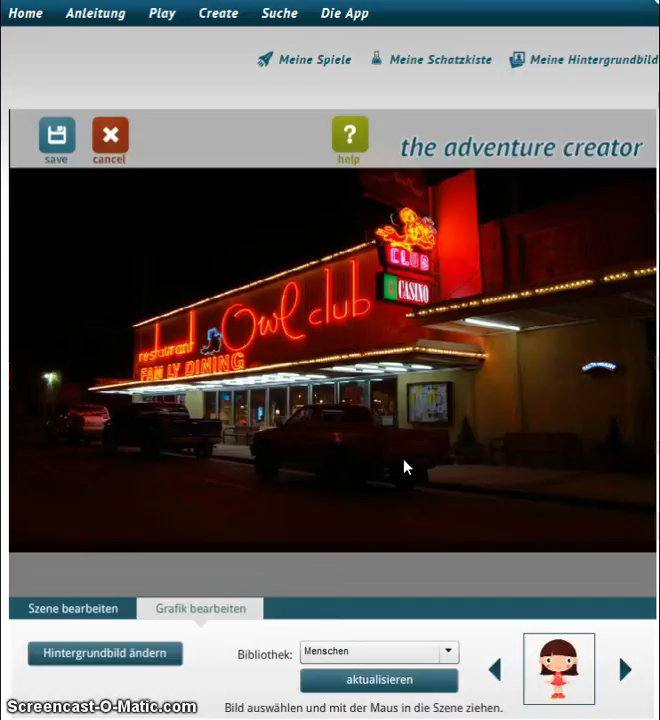 Home Anleitung Play Create Suche Die App
Meine Spiele Meine Schatzkiste Meine Hintergrundbild
save cancel ? help the adventure creator
CLUB
CASINO
restaurant Owl club
FAMILY DINING
Szene bearbeiten Grafik bearbeiten
Hintergrundbild ändern Bibliothek: Menschen
aktualisieren
Screencast-O-Matic.com Bild auswählen und mit der Maus in die Szene ziehen.